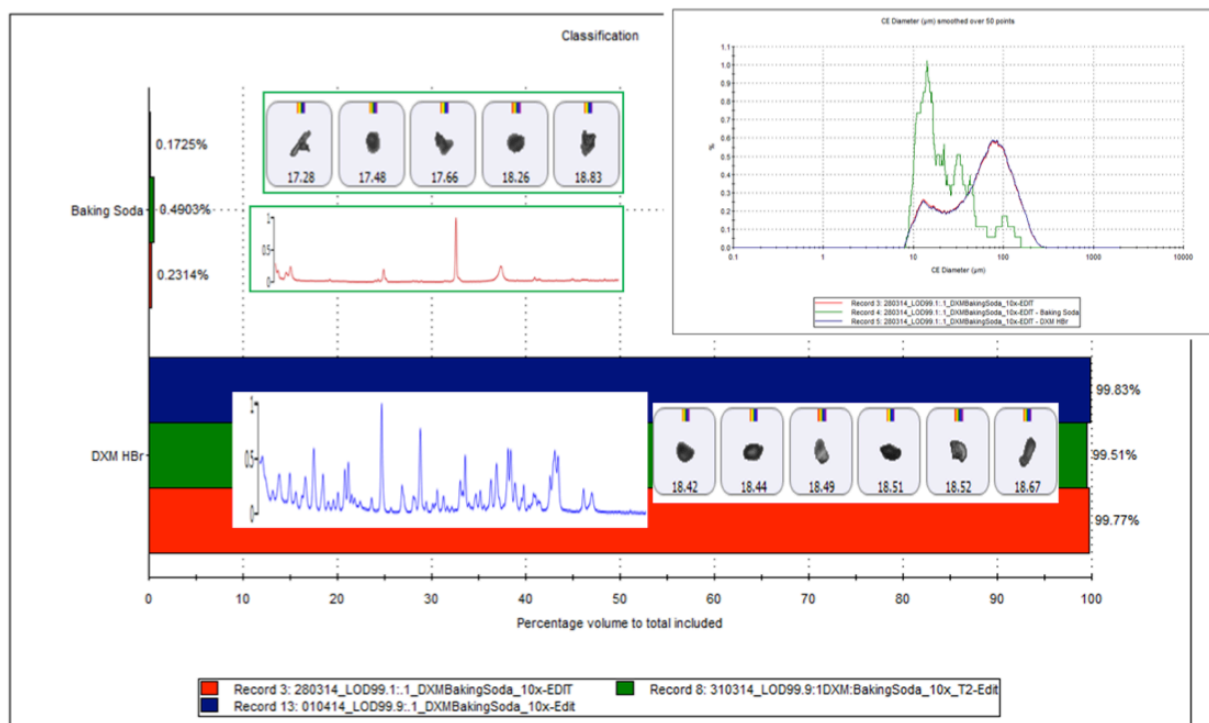 Classification
CE Diameter (µm) smoothed over 50 points
1.1
1.0
0.9
0.8
0.7
0.6
0.5
0.4
0.3
0.2
0.1
0.0
%
0.1 1 10 100 1000 10000
CE Diameter (µm)
Record 3: 280314_LOD99.1:.1_DXMBakingSoda_10x-EDIT
Record 4: 280314_LOD99.1:.1_DXMBakingSoda_10x-EDIT - Baking Soda
Record 5: 280314_LOD99.1:.1_DXMBakingSoda_10x-EDIT - DXM HBr
17.28 17.48 17.66 18.26 18.83
0.1725%
Baking Soda
0.4903%
0.2314%
1
0.5
0
99.83%
DXM HBr
99.51%
99.77%
1
0.5
0
18.42 18.44 18.49 18.51 18.52 18.67
0 10 20 30 40 50 60 70 80 90 100
Percentage volume to total included
Record 3: 280314_LOD99.1:.1_DXMBakingSoda_10x-EDIT
Record 8: 310314_LOD99.9:1DXM:BakingSoda_10x_T2-Edit
Record 13: 010414_LOD99.9:.1_DXMBakingSoda_10x-Edit